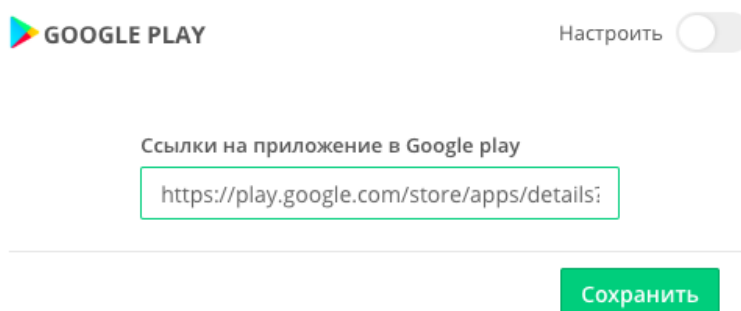 GOOGLE PLAY
Настроить
Ссылки на приложение в Google play
https://play.google.com/store/apps/details?
Сохранить